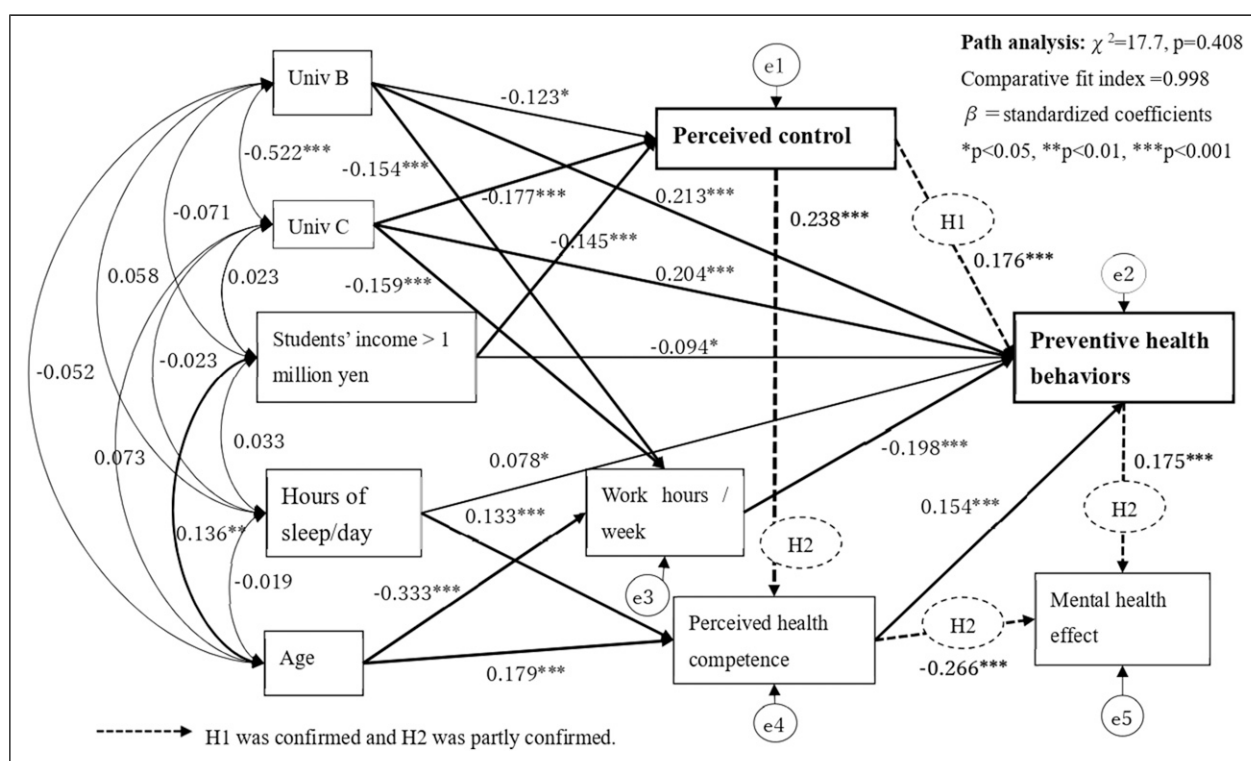 Path analysis: χ²=17.7, p=0.408
Comparative fit index =0.998
β = standardized coefficients
*p<0.05, **p<0.01, ***p<0.001
e1
Univ B
-0.123*
Perceived control
-0.522***
-0.154***
-0.177***
0.213***
0.238***
H1
-0.071
Univ C
-0.145***
0.176***
e2
0.058
0.023
-0.159***
0.204***
Students' income > 1
million yen
-0.023
-0.094*
Preventive health
behaviors
-0.052
0.033
0.073
0.078*
-0.198***
0.175***
Hours of
sleep/day
0.133***
Work hours /
week
0.154***
H2
0.136**
H2
-0.019
-0.333***
e3
Mental health
effect
Age
Perceived health
competence
H2
0.179***
-0.266***
e4
e5
H1 was confirmed and H2 was partly confirmed.